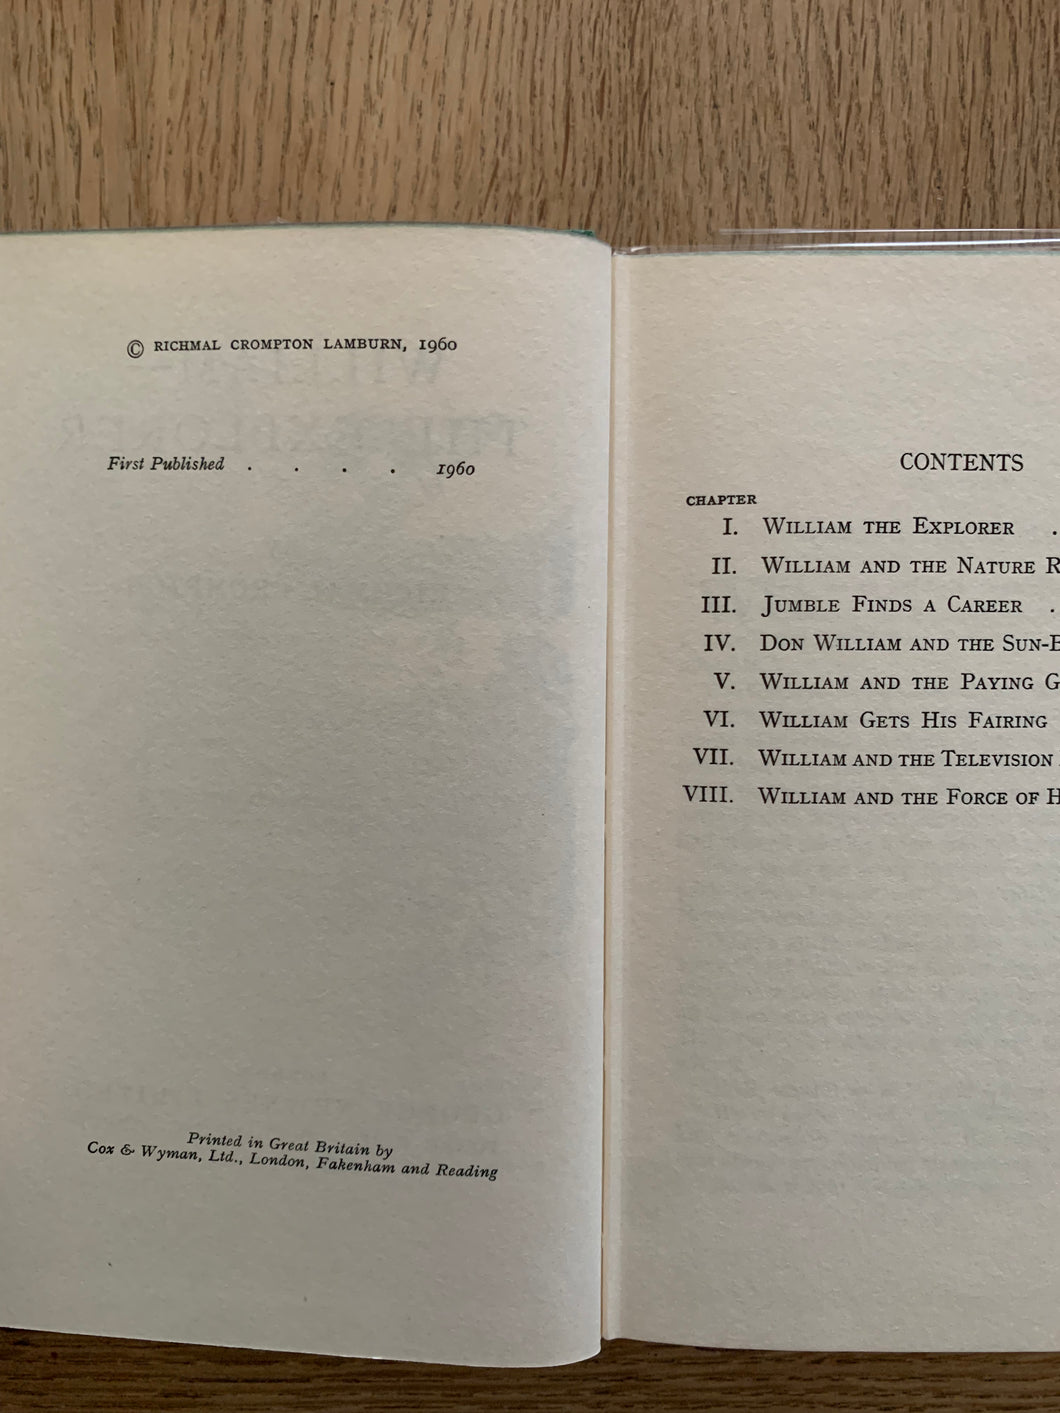 © RICHMAL CROMPTON LAMBURN, 1960
First Published . . . . 1960
Printed in Great Britain by
Cox & Wyman, Ltd., London, Fakenham and Reading
CONTENTS
CHAPTER
I. WILLIAM THE EXPLORER .
II. WILLIAM AND THE NATURE R
III. JUMBLE FINDS A CAREER .
IV. DON WILLIAM AND THE SUN-B
V. WILLIAM AND THE PAYING G
VI. WILLIAM GETS HIS FAIRING
VII. WILLIAM AND THE TELEVISION
VIII. WILLIAM AND THE FORCE OF H